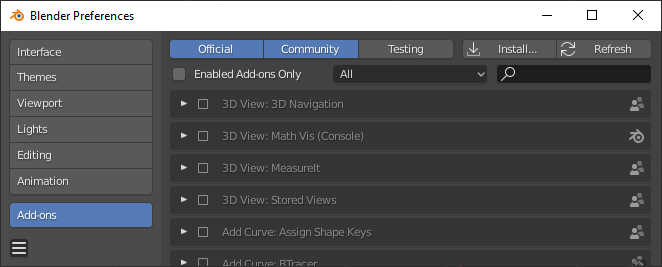 Blender Preferences
Interface
Themes
Viewport
Lights
Editing
Animation
Add-ons
Official Community Testing Install... Refresh
Enabled Add-ons Only All
3D View: 3D Navigation
3D View: Math Vis (Console)
3D View: MeasureIt
3D View: Stored Views
Add Curve: Assign Shape Keys
Add Curve: BTracer